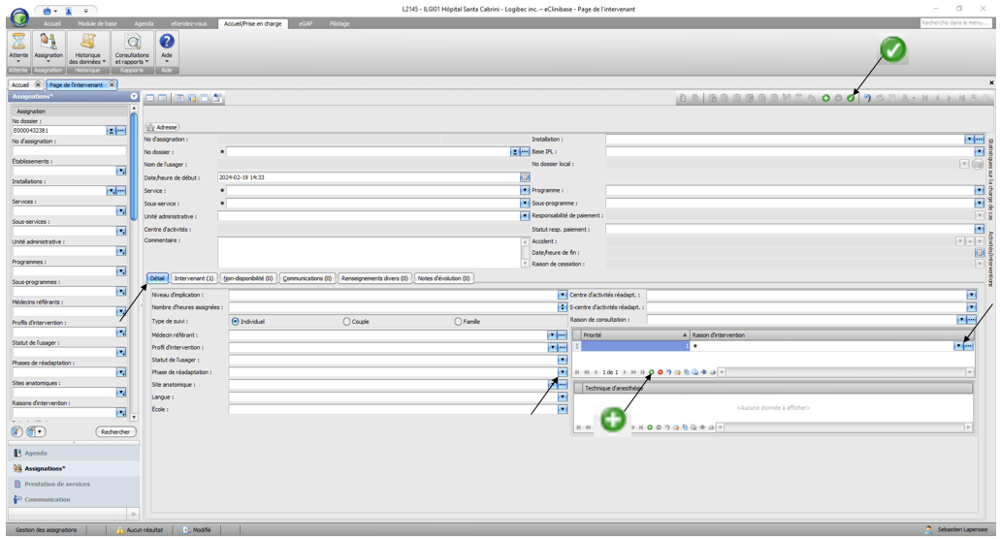 L2145 - ILGI01 Hôpital Santa Cabrini - Logibec inc. – eClinibase - Page de l'intervenant
Accueil Module de base Agenda eRendez-vous Accueil/Prise en charge eGAP Pilotage
Recherche dans le menu...
Attente Assignation Historique des données Consultations et rapports Aide
Attente Assignation Historique Rapports Aide
Accueil Page de l'intervenant
Assignations*
Assignation
No dossier :
E0000432381
No d'assignation :
Établissements :
Installations :
Services :
Sous-services :
Unité administrative :
Programmes :
Sous-programmes :
Médecins référants :
Profils d'intervention :
Statut de l'usager :
Phases de réadaptation :
Sites anatomiques :
Raisons d'intervention :
Rechercher
Agenda
Assignations*
Prestation de services
Communication
Adresse
No d'assignation : Installation :
No dossier : * Base IPL :
Nom de l'usager : No dossier local :
Date/heure de début : 2024-02-19 14:33
Service : * Programme :
Sous-service : * Sous-programme :
Unité administrative : Responsabilité de paiement :
Centre d'activités : Statut resp. paiement :
Commentaire : Accident :
Date/heure de fin :
Raison de cessation :
Détail Intervenant (1) Non-disponibilité (0) Communications (0) Renseignements divers (0) Notes d'évolution (0)
Niveau d'implication : Centre d'activités réadapt. :
Nombre d'heures assignées : S-centre d'activités réadapt. :
Type de suivi : Individuel Couple Famille Raison de consultation :
Médecin référant : Priorité Raison d'intervention
Profil d'intervention : 1 *
Statut de l'usager :
Phase de réadaptation : 1 de 1
Site anatomique :
Langue : Technique d'anesthésie
École : <Aucune donnée à afficher>
Statistiques sur la charge de cas
Activités/interventions
Gestion des assignations Aucun résultat Modifié Sebastien Lapensee